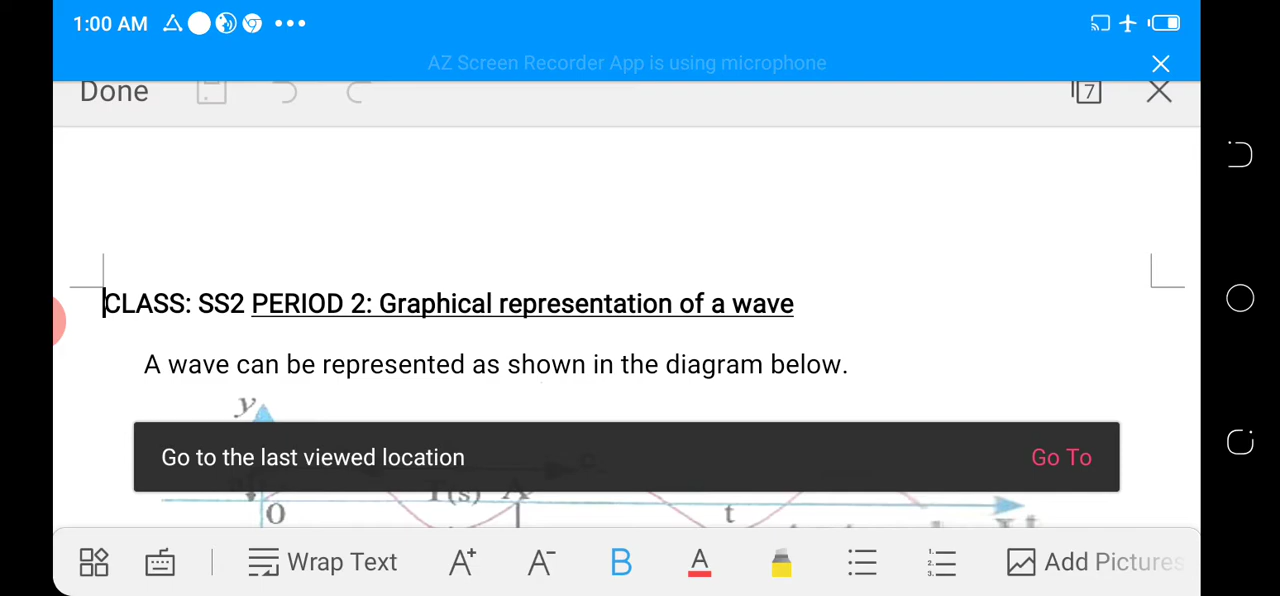 1:00 AM
AZ Screen Recorder App is using microphone
Done
7
CLASS: SS2 PERIOD 2: Graphical representation of a wave
A wave can be represented as shown in the diagram below.
y
Go to the last viewed location Go To
T(s) A
O
t
Wrap Text A+ A- B A Add Pictures